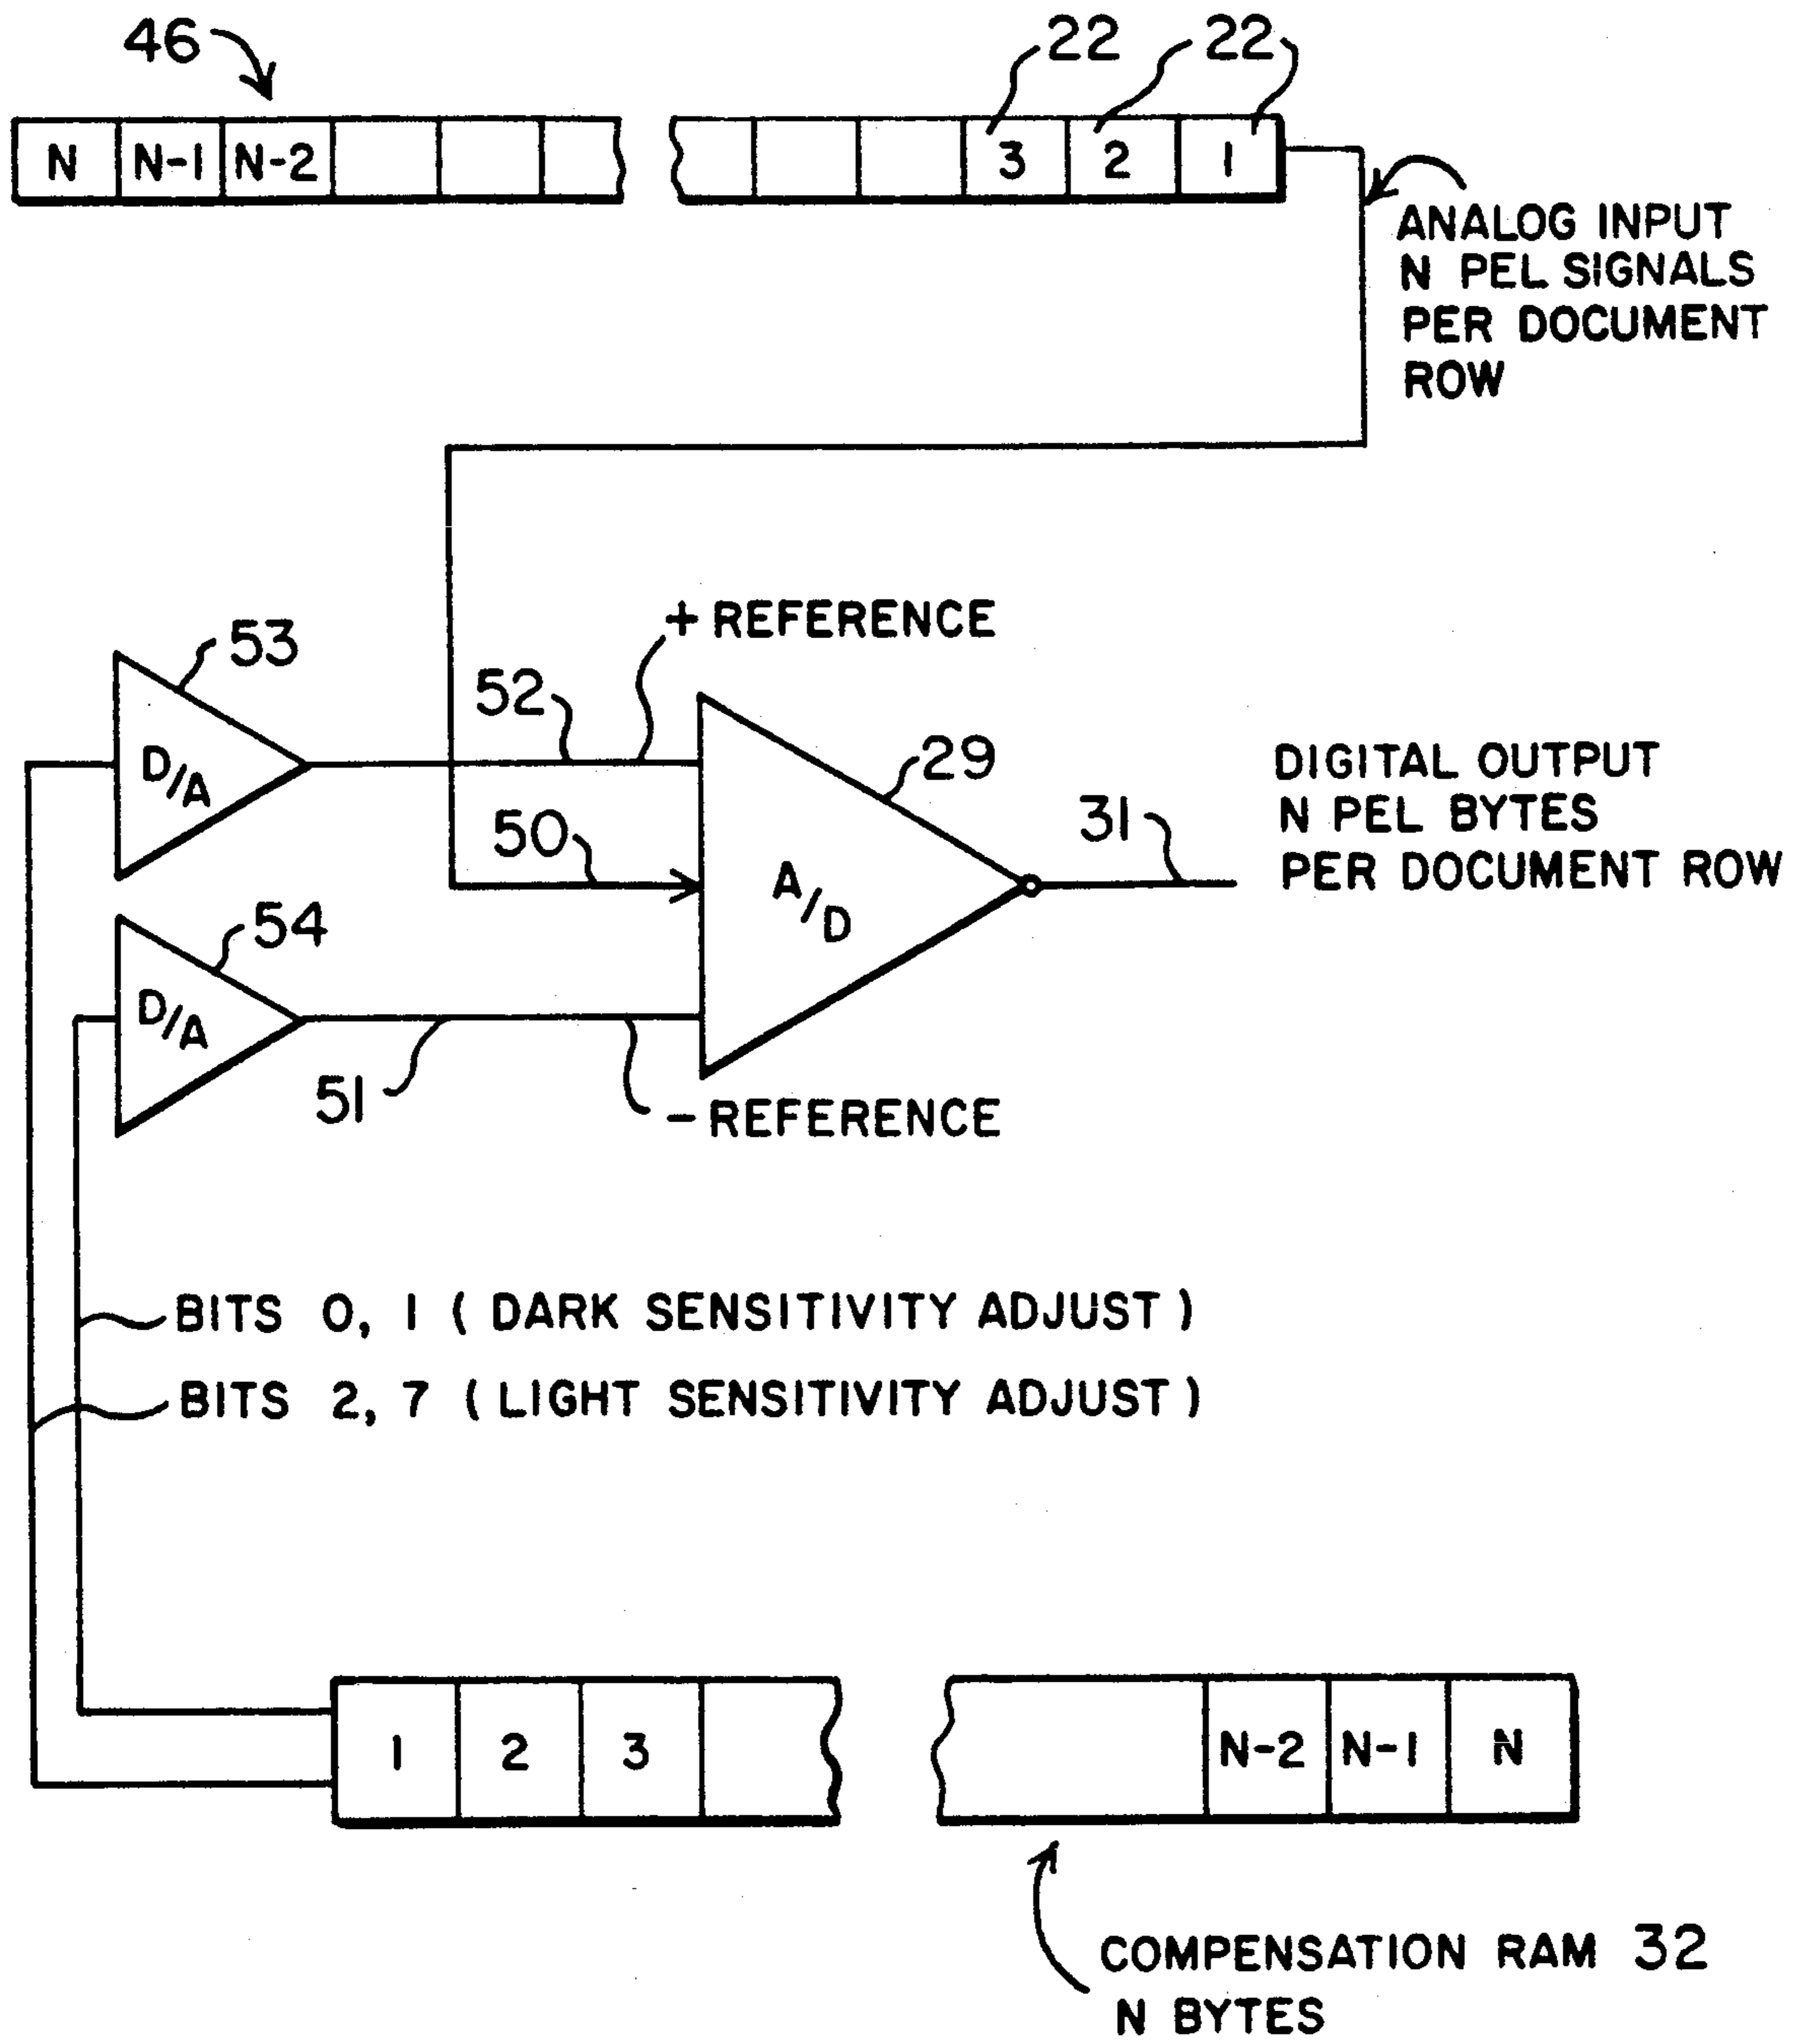 46
22 22
N N-1 N-2 3 2 1
ANALOG INPUT
N PEL SIGNALS
PER DOCUMENT
ROW
+ REFERENCE
53
52
29
D/A
50
A/D
31
DIGITAL OUTPUT
N PEL BYTES
PER DOCUMENT ROW
54
D/A
51
- REFERENCE
BITS 0, 1 ( DARK SENSITIVITY ADJUST )
BITS 2, 7 ( LIGHT SENSITIVITY ADJUST )
1 2 3 N-2 N-1 N
COMPENSATION RAM 32
N BYTES